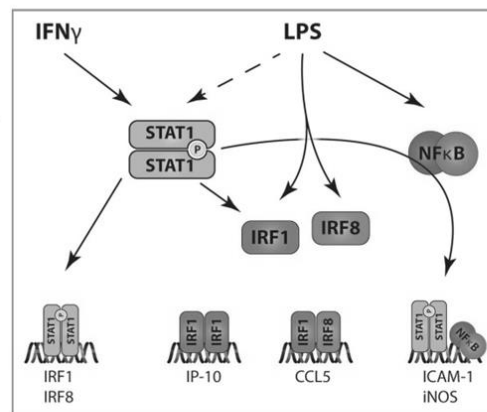 IFNγ LPS
STAT1
P
STAT1
NFκB
IRF1 IRF8
STAT1 P STAT1
IRF1 IRF1
IRF1 IRF8
STAT1 P STAT1
NFκB
IRF1 IP-10 CCL5 ICAM-1
IRF8 iNOS